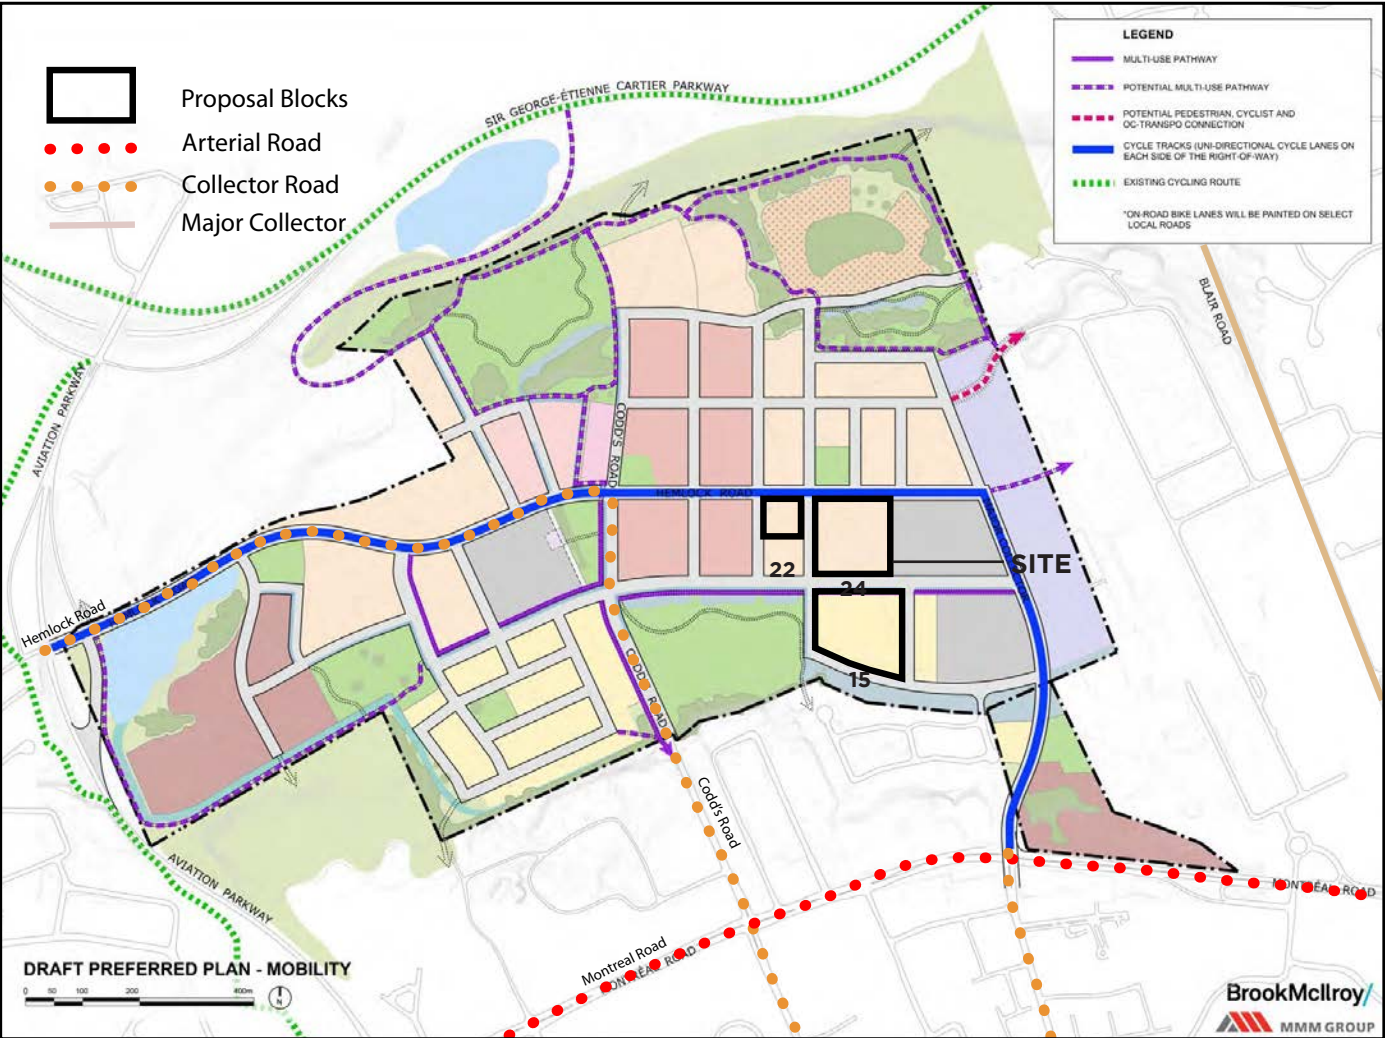 Proposal Blocks
Arterial Road
Collector Road
Major Collector
LEGEND
MULTI-USE PATHWAY
POTENTIAL MULTI-USE PATHWAY
POTENTIAL PEDESTRIAN, CYCLIST AND
OC-TRANSPO CONNECTION
CYCLE TRACKS (UNI-DIRECTIONAL CYCLE LANES ON
EACH SIDE OF THE RIGHT-OF-WAY)
EXISTING CYCLING ROUTE
*ON-ROAD BIKE LANES WILL BE PAINTED ON SELECT
LOCAL ROADS
SIR GEORGE-ÉTIENNE CARTIER PARKWAY
BLAIR ROAD
AVIATION PARKWAY
CODD'S ROAD
HEMLOCK ROAD
SITE
22
24
15
Hemlock Road
CODD'S ROAD
Codd's Road
AVIATION PARKWAY
MONTRÉAL ROAD
Montreal Road
MONTRÉAL ROAD
DRAFT PREFERRED PLAN - MOBILITY
0 50 100 200 400m
N
BrookMcIlroy/
MMM GROUP